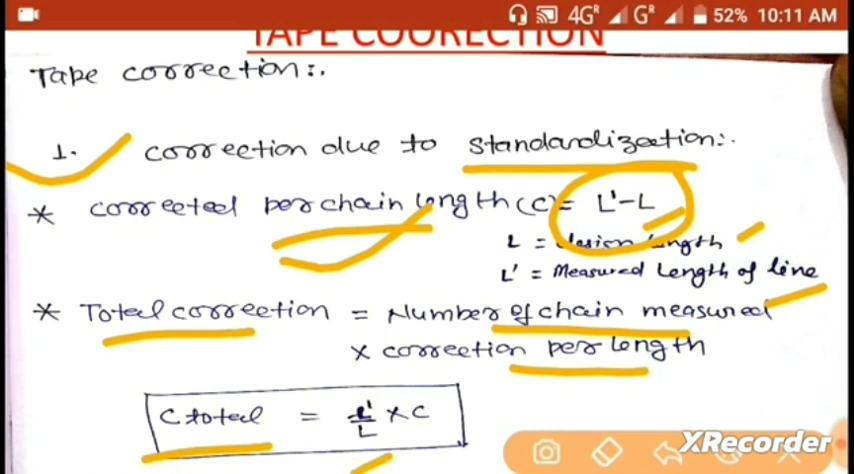 4G R G R 52% 10:11 AM
TAPE COORECTION
Tape correction:.
1. correction due to standardization:.
* corrected per chain length (C) = L'-L
L = design length
L' = Measured Length of line
* Total correction = Number of chain measured
x correction per length
C total = L'/L x C
XRecorder